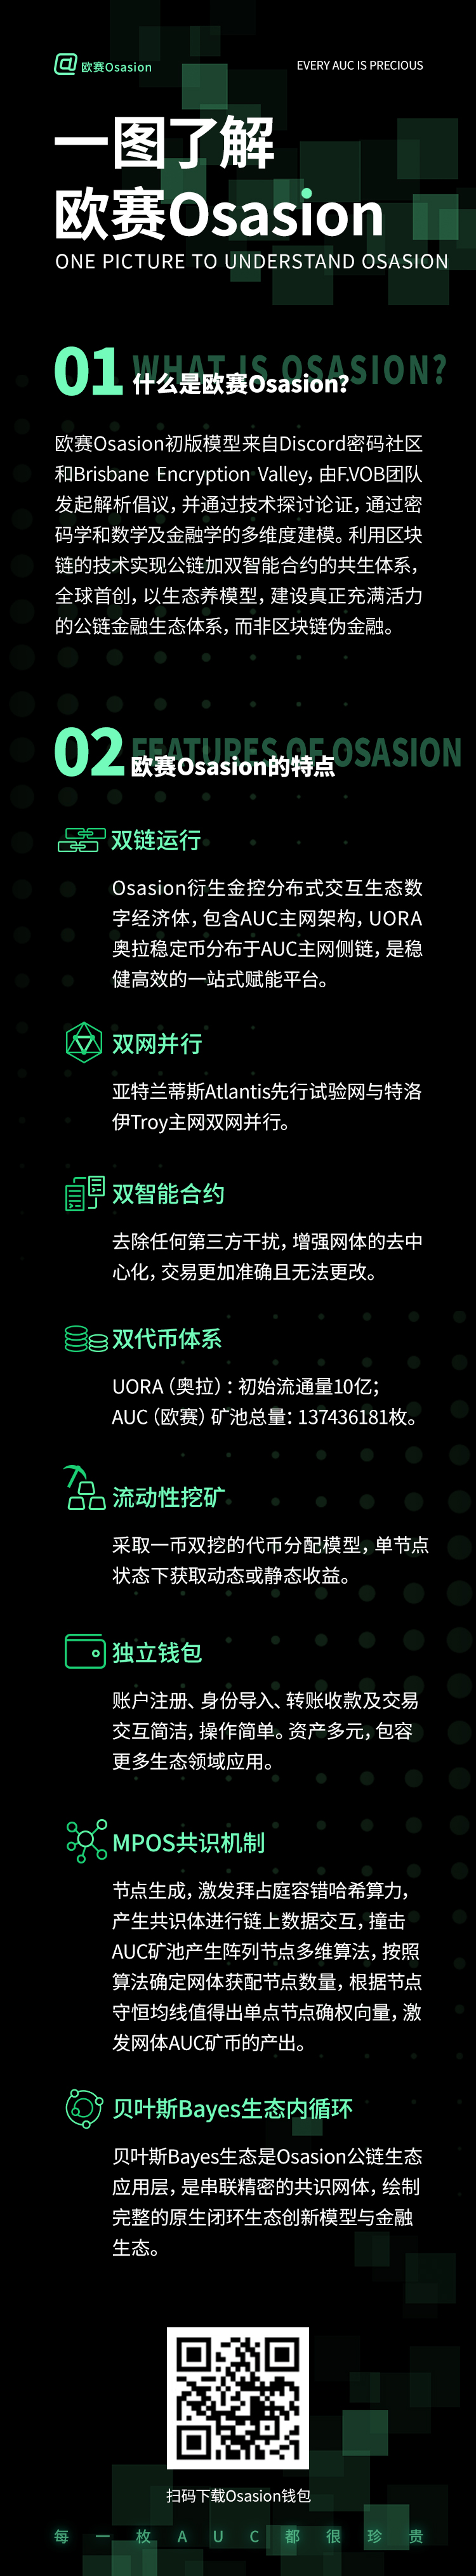 欧赛Osasion
EVERY AUC IS PRECIOUS
一图了解
欧赛Osasion
ONE PICTURE TO UNDERSTAND OSASION
01
WHAT IS OSASION?
什么是欧赛Osasion?
欧赛Osasion初版模型来自Discord密码社区
和Brisbane Encryption Valley，由F.VOB团队
发起解析倡议，并通过技术探讨论证，通过密
码学和数学及金融学的多维度建模。利用区块
链的技术实现公链加双智能合约的共生体系，
全球首创，以生态养模型，建设真正充满活力
的公链金融生态体系，而非区块链伪金融。
02
FEATURES OF OSASION
欧赛Osasion的特点
双链运行
Osasion衍生金控分布式交互生态数
字经济体，包含AUC主网架构，UORA
奥拉稳定币分布于AUC主网侧链，是稳
健高效的一站式赋能平台。
双网并行
亚特兰蒂斯Atlantis先行试验网与特洛
伊Troy主网双网并行。
双智能合约
去除任何第三方干扰，增强网体的去中
心化，交易更加准确且无法更改。
双代币体系
UORA（奥拉）：初始流通量10亿；
AUC（欧赛）矿池总量：137436181枚。
流动性挖矿
采取一币双挖的代币分配模型，单节点
状态下获取动态或静态收益。
独立钱包
账户注册、身份导入、转账收款及交易
交互简洁，操作简单。资产多元，包容
更多生态领域应用。
MPOS共识机制
节点生成，激发拜占庭容错哈希算力，
产生共识体进行链上数据交互，撞击
AUC矿池产生阵列节点多维算法，按照
算法确定网体获配节点数量，根据节点
守恒均线值得出单点节点确权向量，激
发网体AUC矿币的产出。
贝叶斯Bayes生态内循环
贝叶斯Bayes生态是Osasion公链生态
应用层，是串联精密的共识网体，绘制
完整的原生闭环生态创新模型与金融
生态。
扫码下载Osasion钱包
每一枚AUC都很珍贵